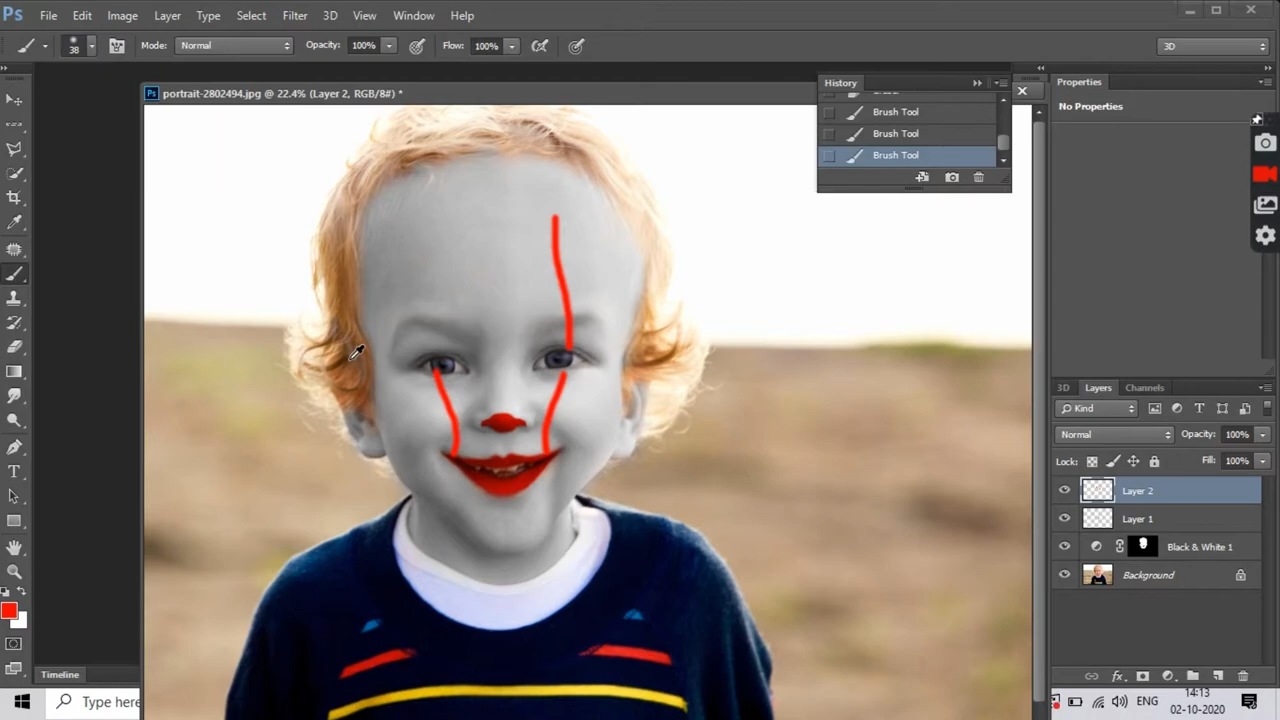 Ps File Edit Image Layer Type Select Filter 3D View Window Help
38 Mode: Normal Opacity: 100% Flow: 100% 3D
Ps portrait-2802494.jpg @ 22.4% (Layer 2, RGB/8#) *
History
Brush Tool
Brush Tool
Brush Tool
Properties
No Properties
3D Layers Channels
Kind
Normal Opacity: 100%
Lock: Fill: 100%
Layer 2
Layer 1
Black & White 1
Background
Timeline
Type here
ENG
14:13
02-10-2020